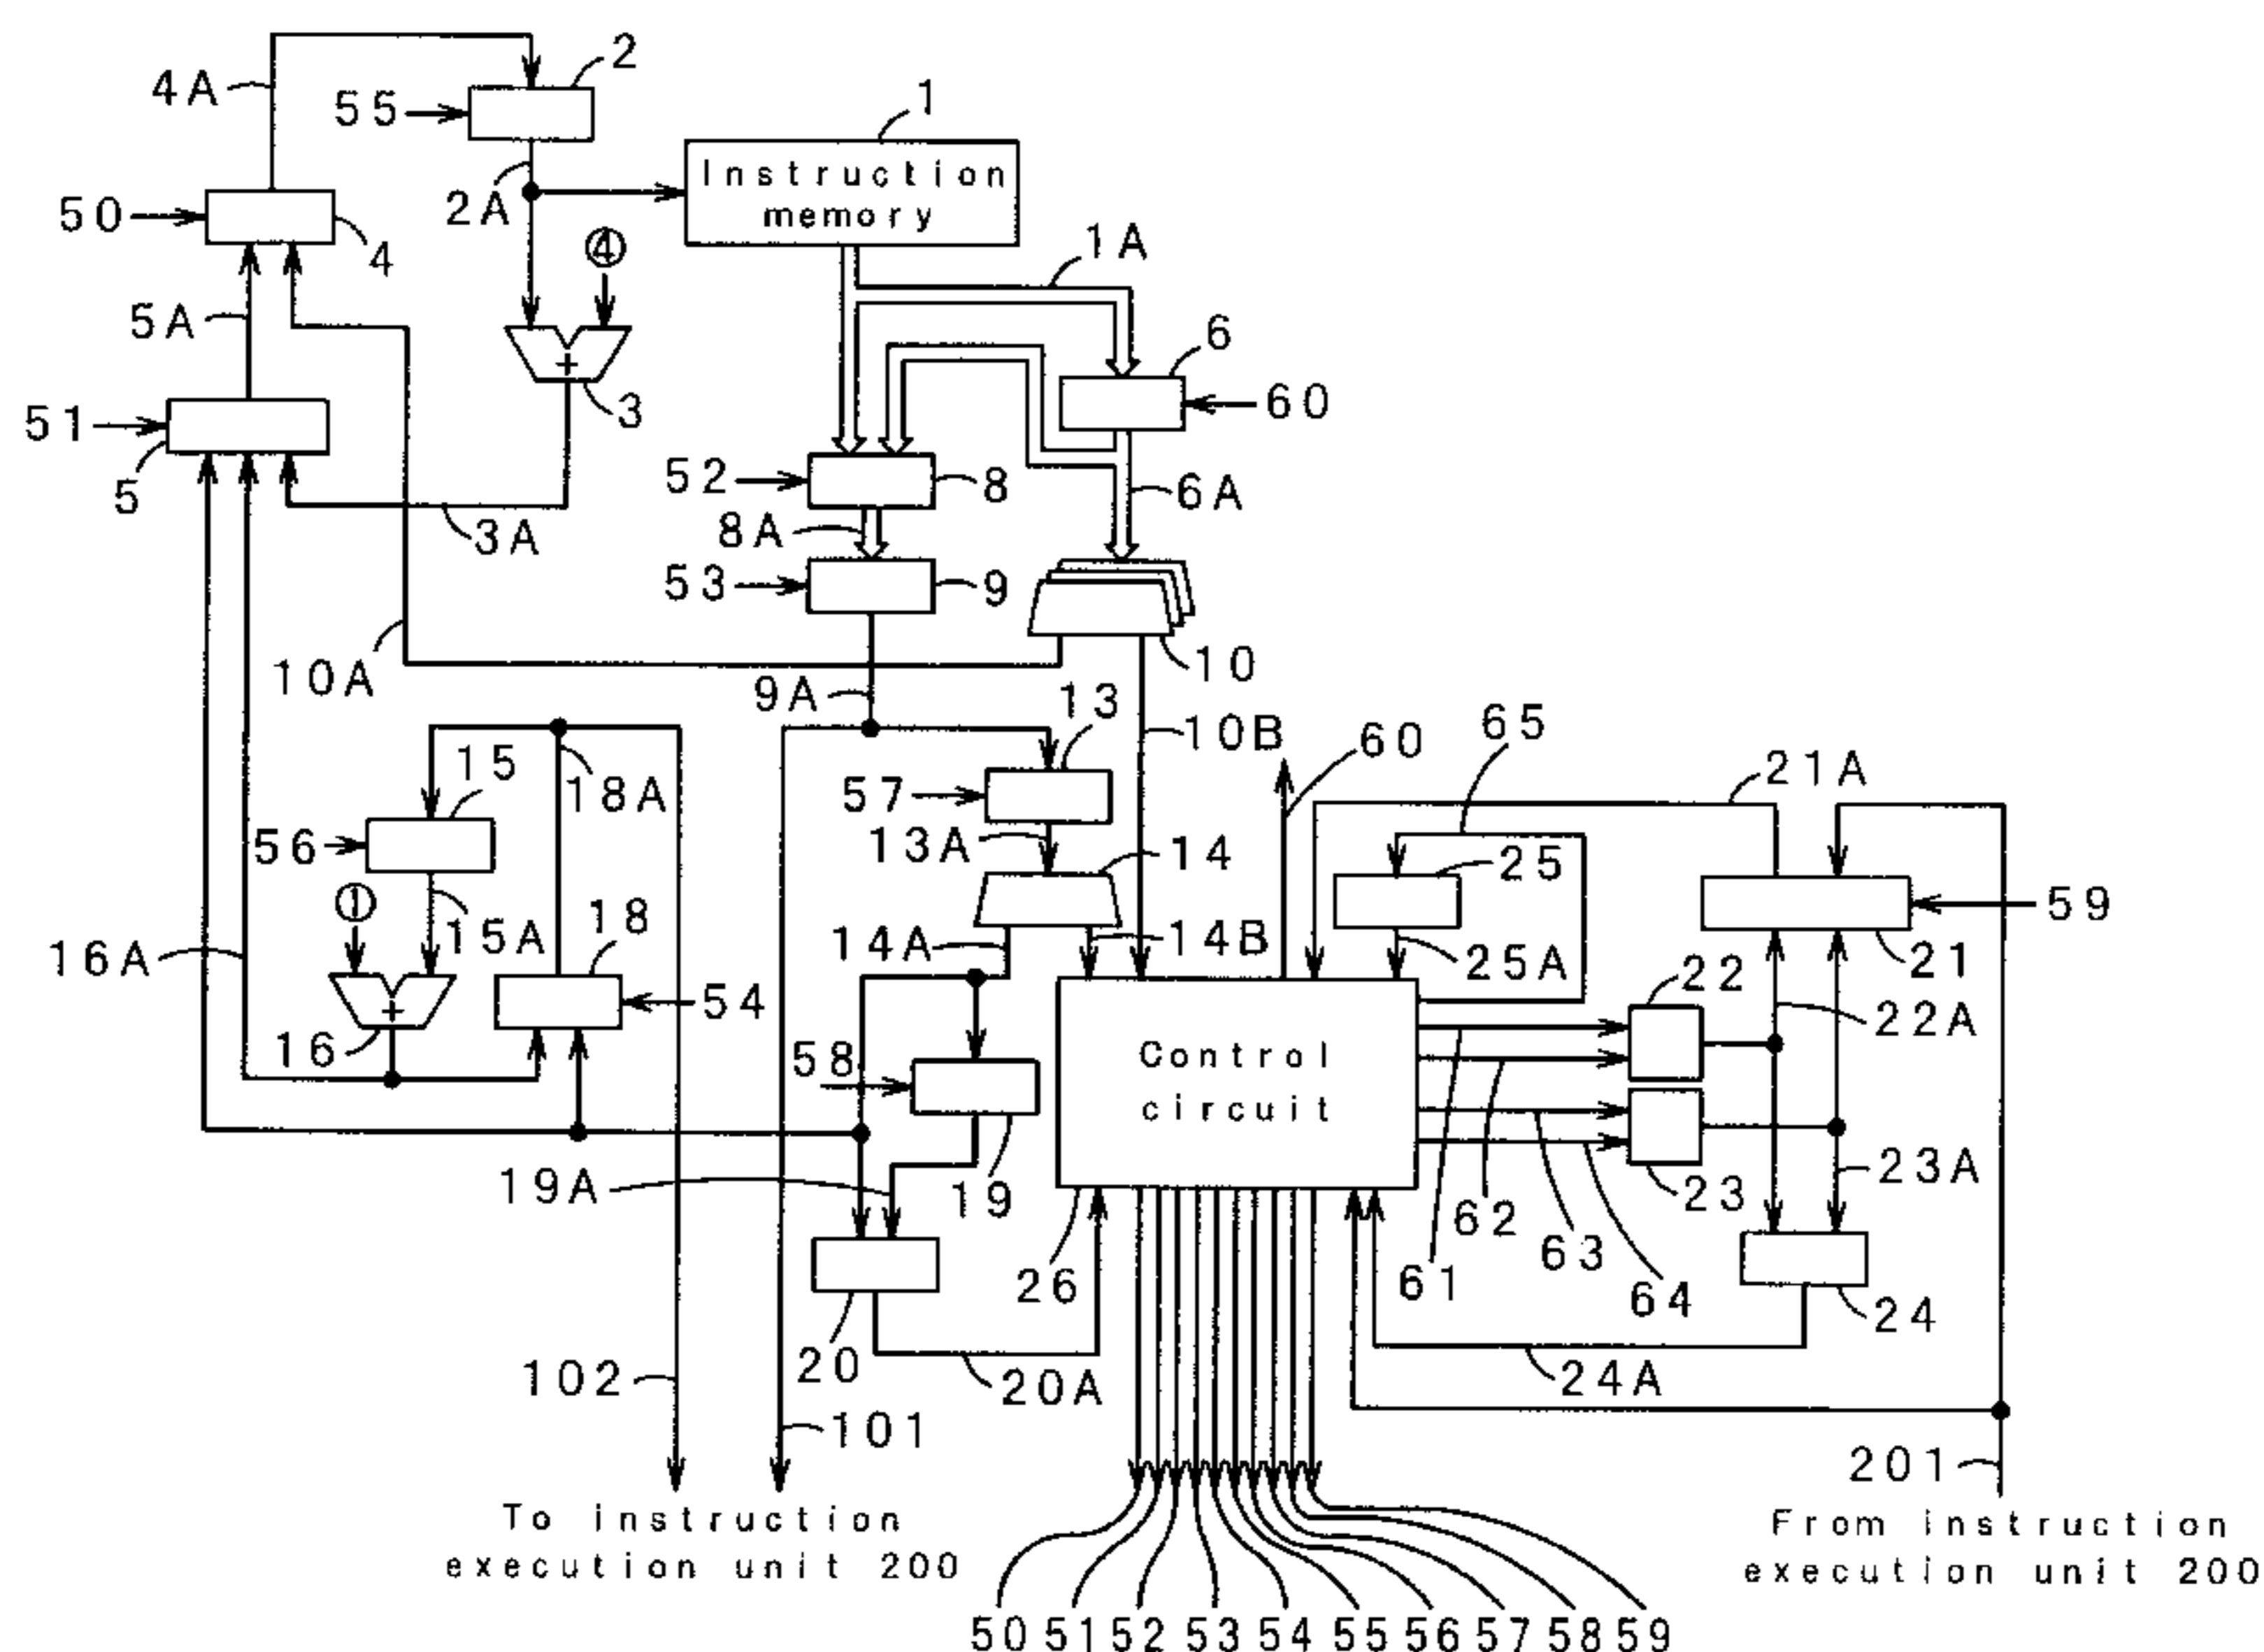 2
4A
55
1
Instruction
memory
2A
50
4
④
1A
5A
6
3
60
51
5
52
8
6A
3A
8A
53
9
10
10A
9A
13
10B
60
65
15
18A
21A
57
56
13A
14
25
①
59
15A
18
14A
14B
25A
21
16A
22
22A
54
16
58
Control
circuit
19A
19
23
23A
62
26
61
63
64
24
20
102
20A
24A
101
201
To instruction
execution unit 200
From instruction
execution unit 200
50 51 52 53 54 55 56 57 58 59